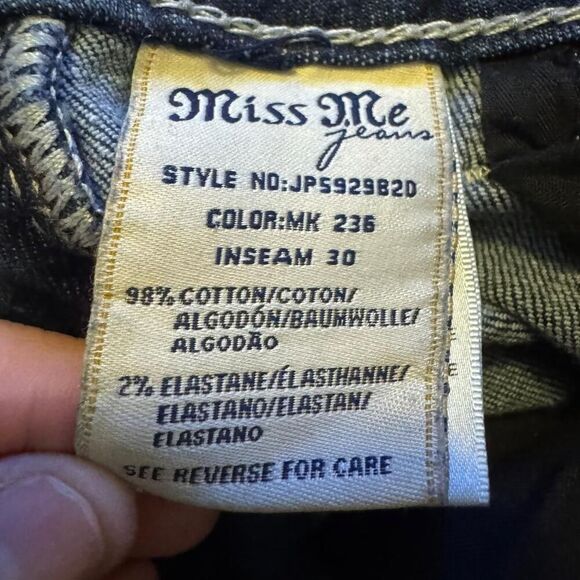 Miss Me
jeans
STYLE NO:JP5929B2D
COLOR:MK 236
INSEAM 30
98% COTTON/COTON/
ALGODÓN/BAUMWOLLE/
ALGODÃO
2% ELASTANE/ÉLASTHANNE/
ELASTANO/ELASTAN/
ELASTANO
SEE REVERSE FOR CARE